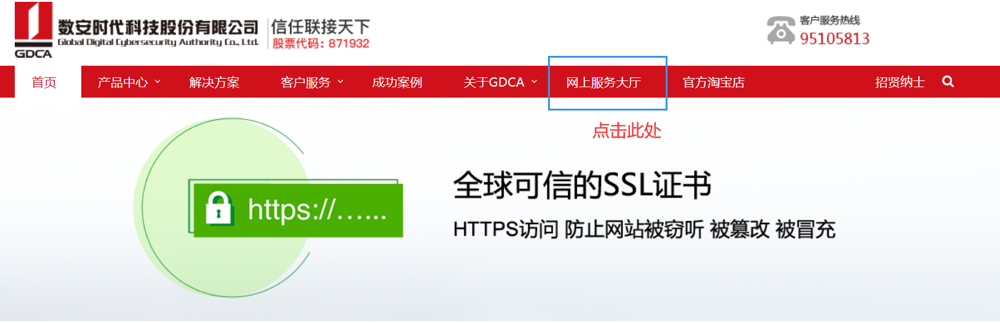 GDCA
数安时代科技股份有限公司
Global Digital Cybersecurity Authority Co., Ltd.
信任联接天下
股票代码：871932
客户服务热线
95105813
首页 产品中心 解决方案 客户服务 成功案例 关于GDCA 网上服务大厅 官方淘宝店 招贤纳士
点击此处
https://......
全球可信的SSL证书
HTTPS访问 防止网站被窃听 被篡改 被冒充